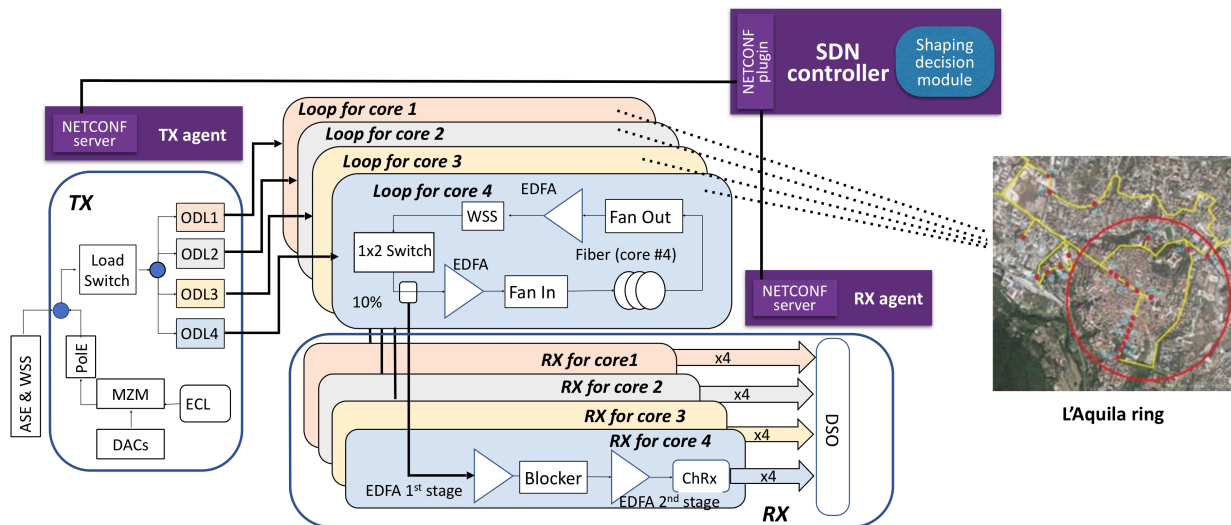 SDN
controller
NETCONF
plugin
Shaping
decision
module
NETCONF
server
TX agent
Loop for core 1
Loop for core 2
Loop for core 3
Loop for core 4
EDFA
WSS
Fan Out
1x2 Switch
EDFA
Fiber (core #4)
Fan In
10%
TX
ODL1
ODL2
ODL3
ODL4
Load
Switch
ASE & WSS
PolE
MZM
ECL
DACs
NETCONF
server
RX agent
RX for core1
RX for core 2
RX for core 3
RX for core 4
x4
x4
x4
x4
DSO
EDFA 1st stage
Blocker
EDFA 2nd stage
ChRx
RX
L’Aquila ring